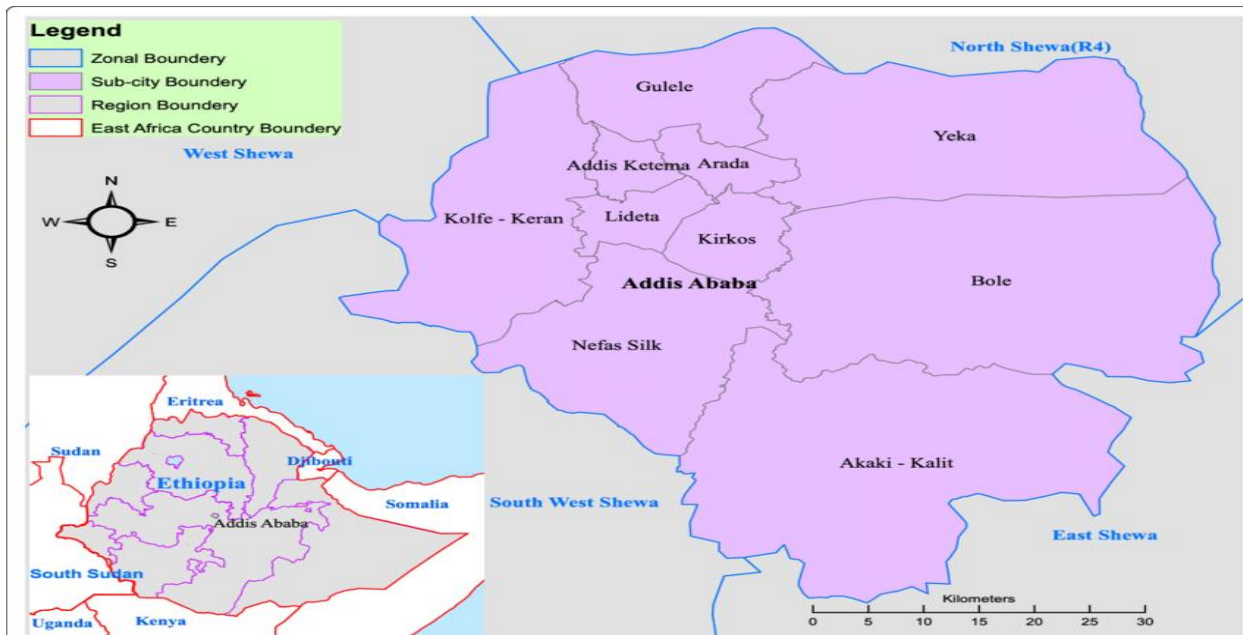 Legend
Zonal Boundery
Sub-city Boundery
Region Boundery
East Africa Country Boundery
North Shewa(R4)
West Shewa
N
W E
S
Gulele
Yeka
Addis Ketema
Arada
Kolfe - Keran
Lideta
Kirkos
Addis Ababa
Bole
Nefas Silk
Akaki - Kalit
South West Shewa
East Shewa
Eritrea
Sudan
Djibouti
Ethiopia
Somalia
Addis Ababa
South Sudan
Uganda
Kenya
Kilometers
0 5 10 15 20 25 30